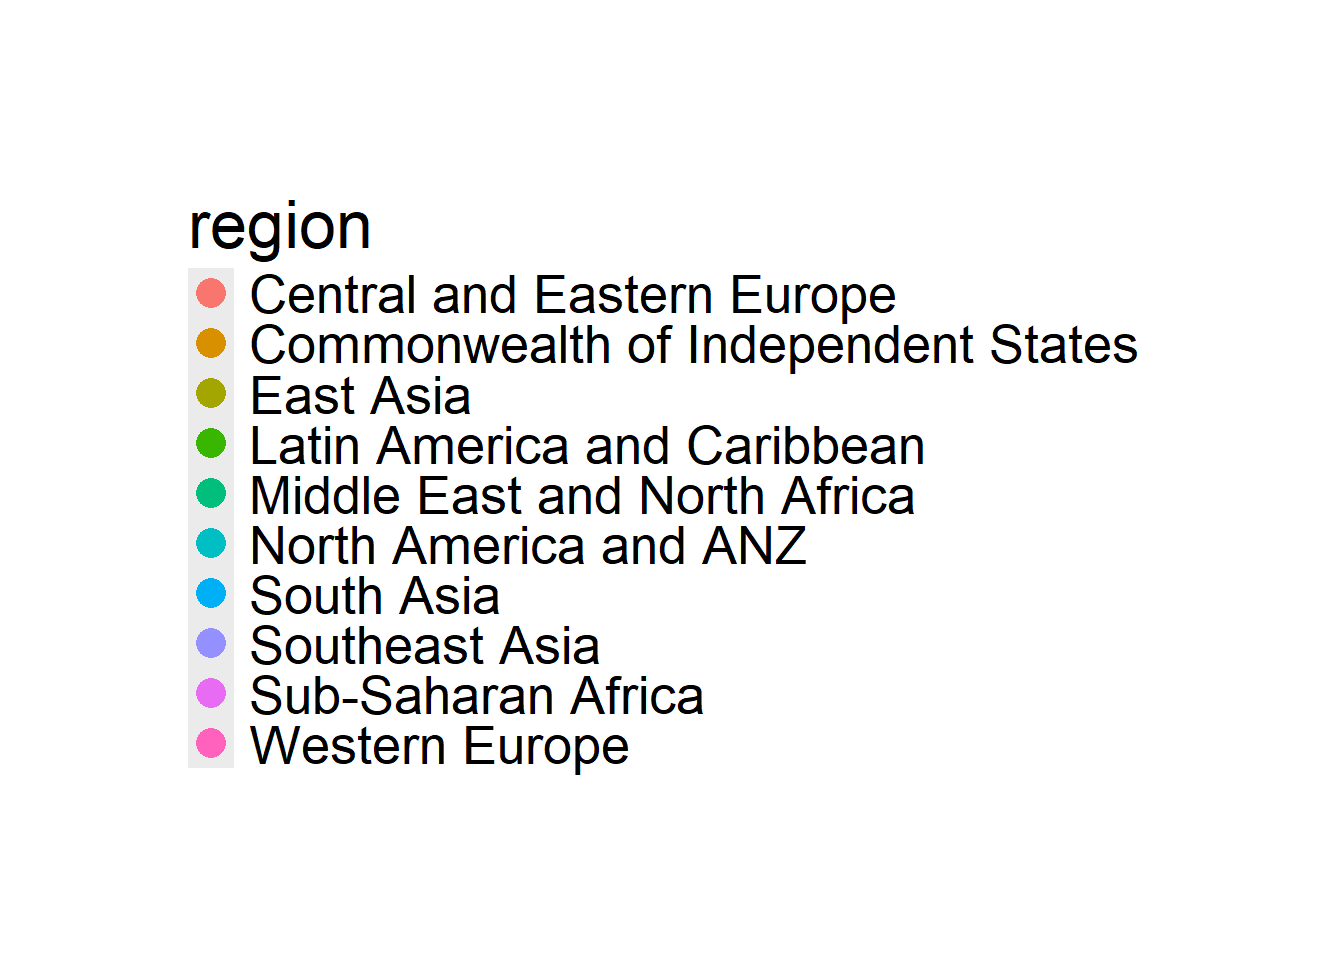 region
Central and Eastern Europe
Commonwealth of Independent States
East Asia
Latin America and Caribbean
Middle East and North Africa
North America and ANZ
South Asia
Southeast Asia
Sub-Saharan Africa
Western Europe